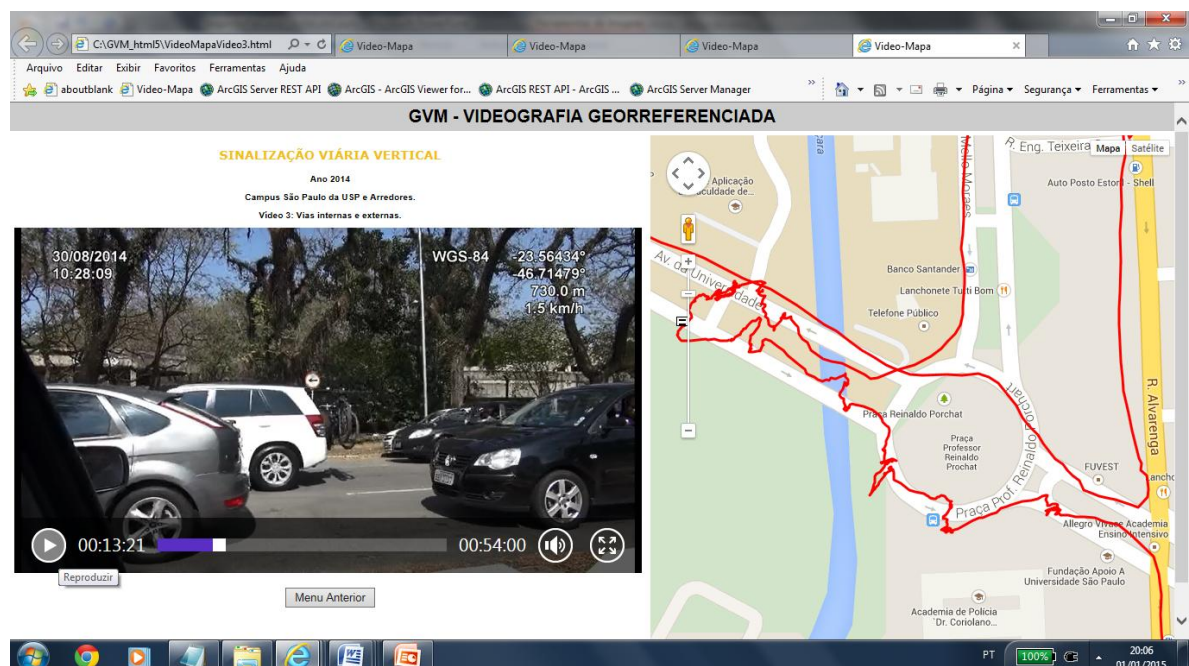 C:\GVM_html5\VideoMapaVideo3.html
Video-Mapa
Video-Mapa
Video-Mapa
Video-Mapa
Arquivo Editar Exibir Favoritos Ferramentas Ajuda
aboutblank Video-Mapa ArcGIS Server REST API ArcGIS - ArcGIS Viewer for... ArcGIS REST API - ArcGIS ... ArcGIS Server Manager
Página Segurança Ferramentas
GVM - VIDEOGRAFIA GEORREFERENCIADA
SINALIZAÇÃO VIÁRIA VERTICAL
Ano 2014
Campus São Paulo da USP e Arredores.
Video 3: Vias internas e externas.
30/08/2014
10:28:09
WGS-84 -23.56434°
-46.71479°
730.0 m
1.5 km/h
00:13:21
00:54:00
Reproduzir
Menu Anterior
Mapa Satélite
R. Eng. Teixeira
Mello Moraes
Auto Posto Estoril - Shell
Aplicação
culdade de...
Av. da Universidade
Banco Santander
Lanchonete Tutti Bom
Telefone Público
Praça Reinaldo Porchat
Praça
Professor
Reinaldo
Prochat
Praça Prof. Reinaldo Porchart
R. Alvarenga
FUVEST
Allegro Vivace Academia
Ensino Intensivo
Fundação Apoio A
Universidade São Paulo
Academia de Polícia
"Dr. Coriolano...
PT
100%
20:06
01/01/2015